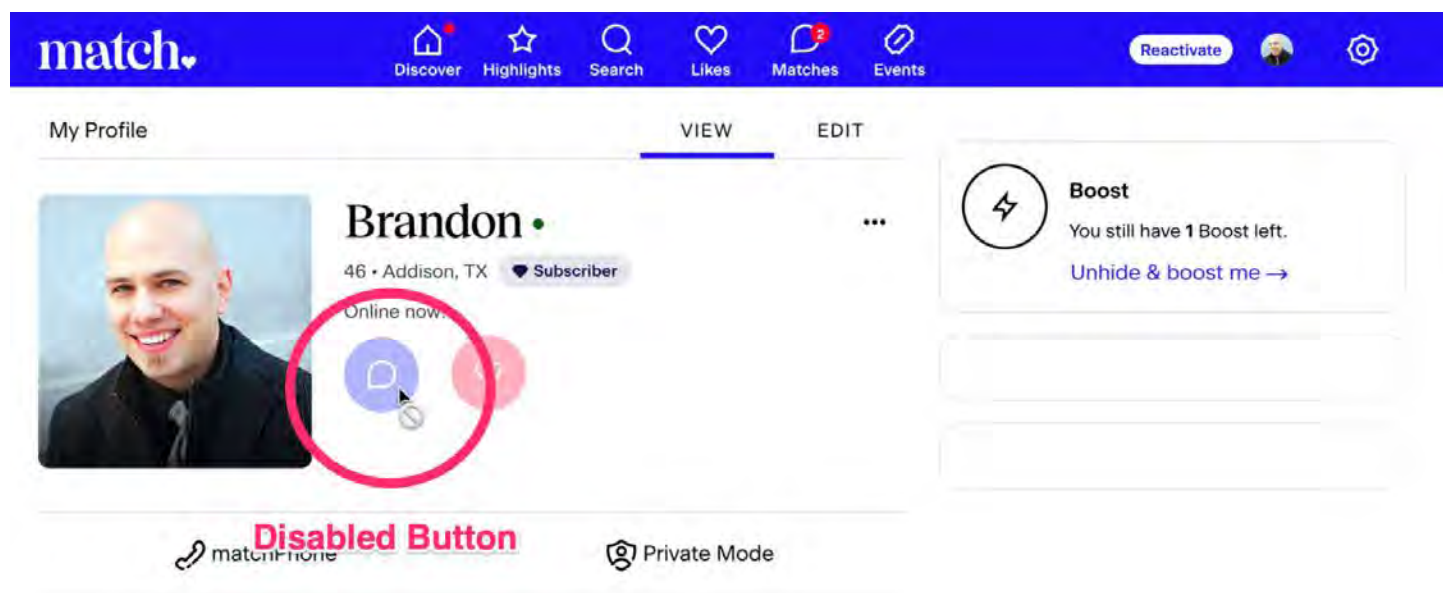 match
2
Discover Highlights Search Likes Matches Events
Reactivate
My Profile
VIEW EDIT
Brandon •
•••
46 • Addison, TX Subscriber
Online now!
Boost
You still have 1 Boost left.
Unhide & boost me →
Disabled Button
matchPhone
Private Mode